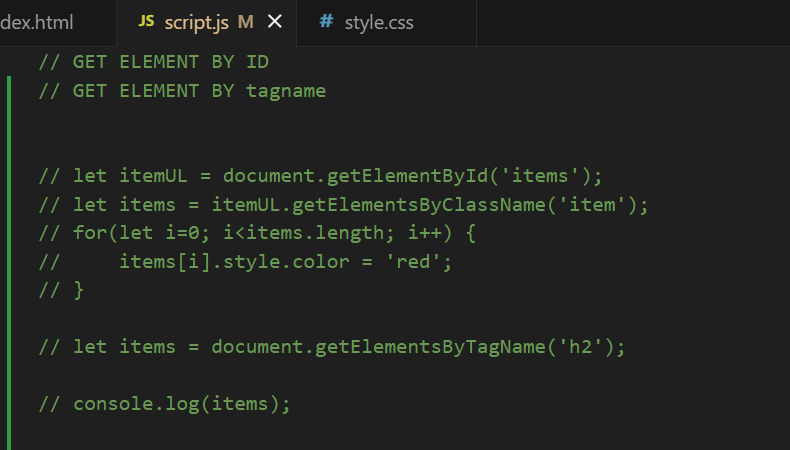 dex.html JS script.js M × # style.css
// GET ELEMENT BY ID
// GET ELEMENT BY tagname
// let itemUL = document.getElementById('items');
// let items = itemUL.getElementsByClassName('item');
// for(let i=0; i<items.length; i++) {
//     items[i].style.color = 'red';
// }
// let items = document.getElementsByTagName('h2');
// console.log(items);